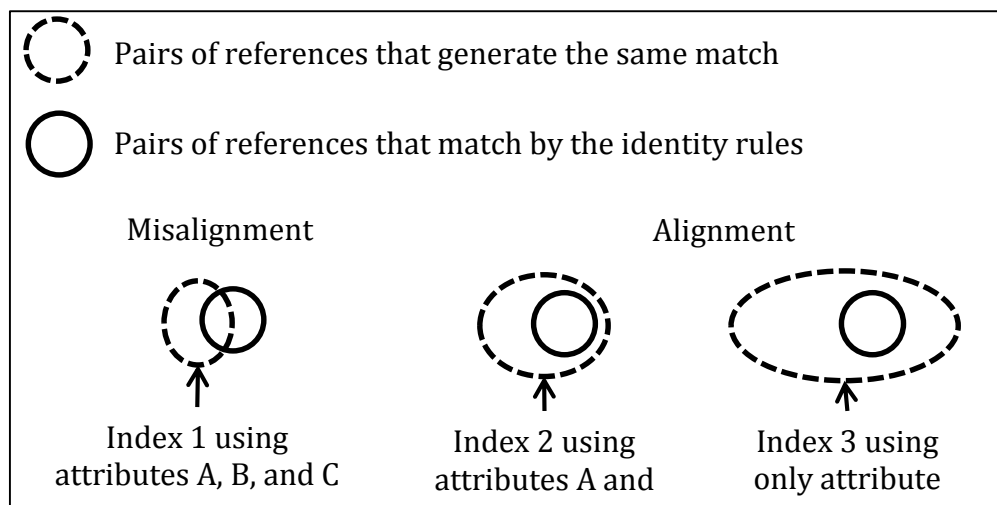 Pairs of references that generate the same match
Pairs of references that match by the identity rules
Misalignment
Alignment
Index 1 using
attributes A, B, and C
Index 2 using
attributes A and
Index 3 using
only attribute